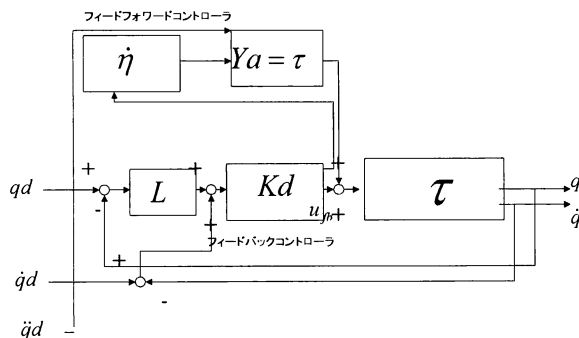 フィードフォワードコントローラ
η̇
Ya = τ
+
+
+
qd
L
Kd
τ
q
-
u_fb
+
q̇
+
フィードバックコントローラ
+
q̇d
-
q̈d